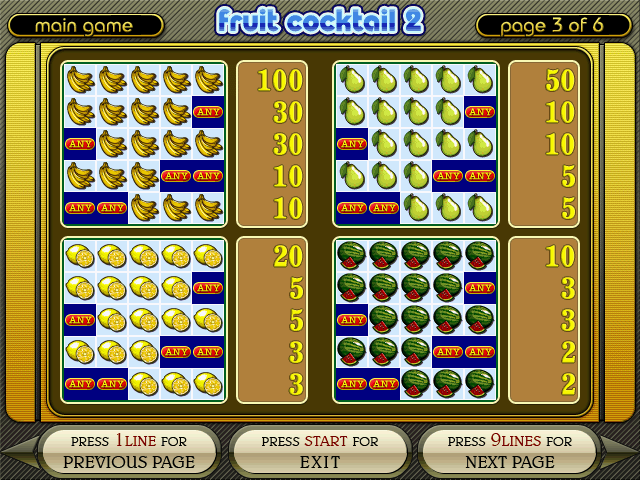 main game
fruit cocktail 2
page 3 of 6
100
30
ANY
ANY
30
ANY ANY
10
ANY ANY
10
50
ANY
10
ANY
10
ANY ANY
5
ANY ANY
5
20
ANY
5
ANY
5
ANY ANY
3
ANY ANY
3
10
ANY
3
ANY
3
ANY ANY
2
ANY ANY
2
PRESS 1LINE FOR
PREVIOUS PAGE
PRESS START FOR
EXIT
PRESS 9LINES FOR
NEXT PAGE